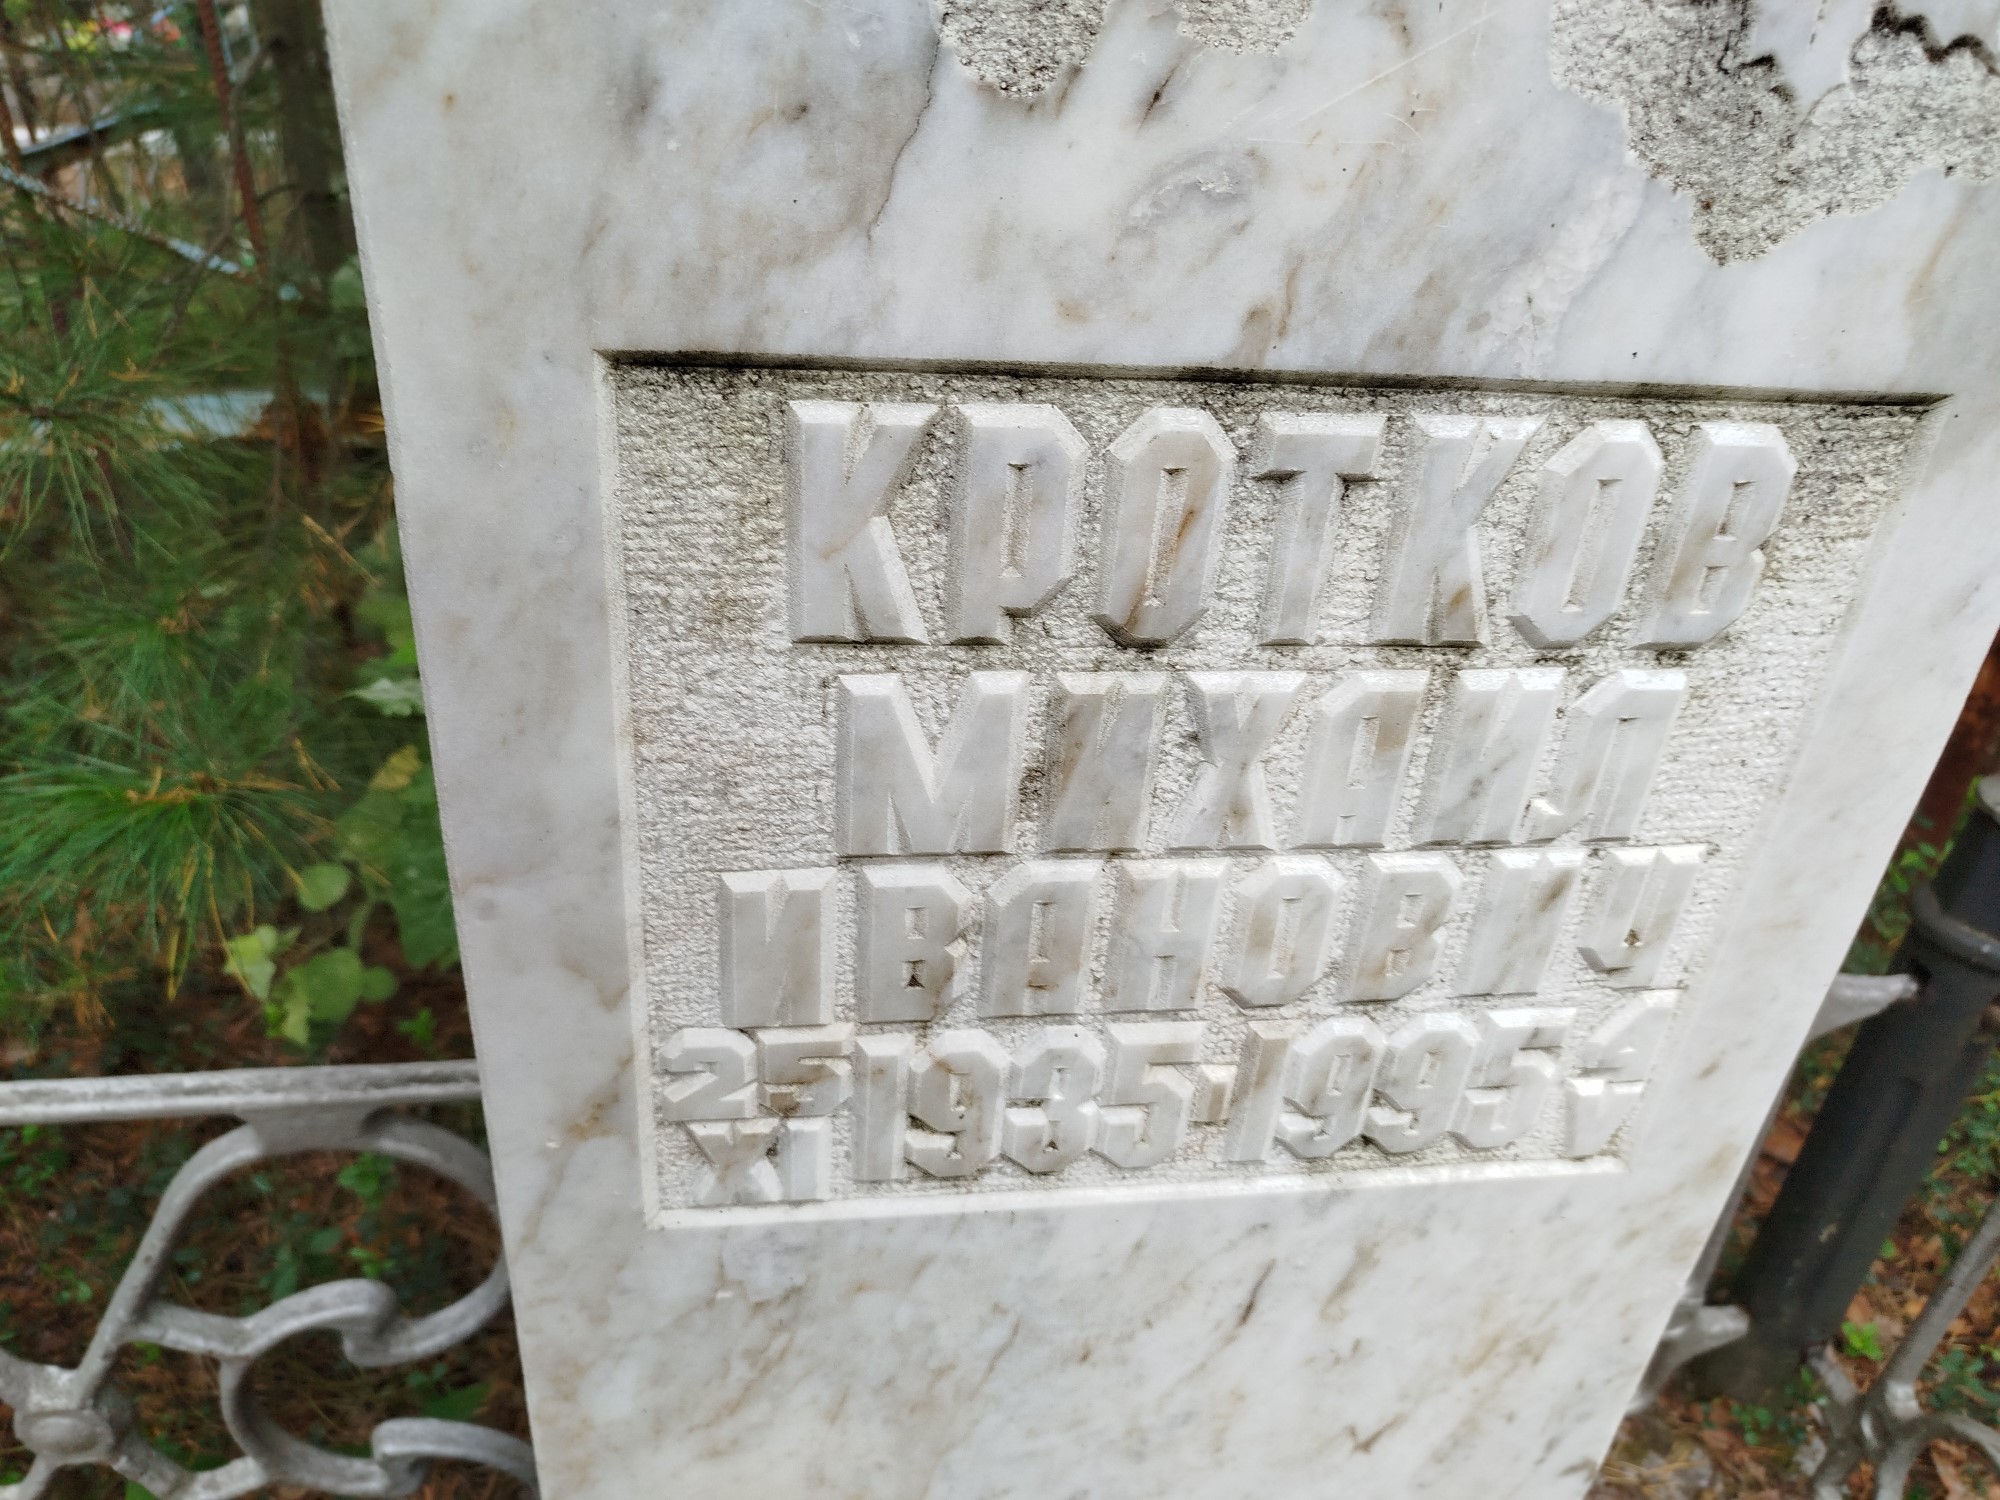 КРОТКОВ
МИХАИЛ
ИВАНОВИЧ
25 1935-1995 4
XI V